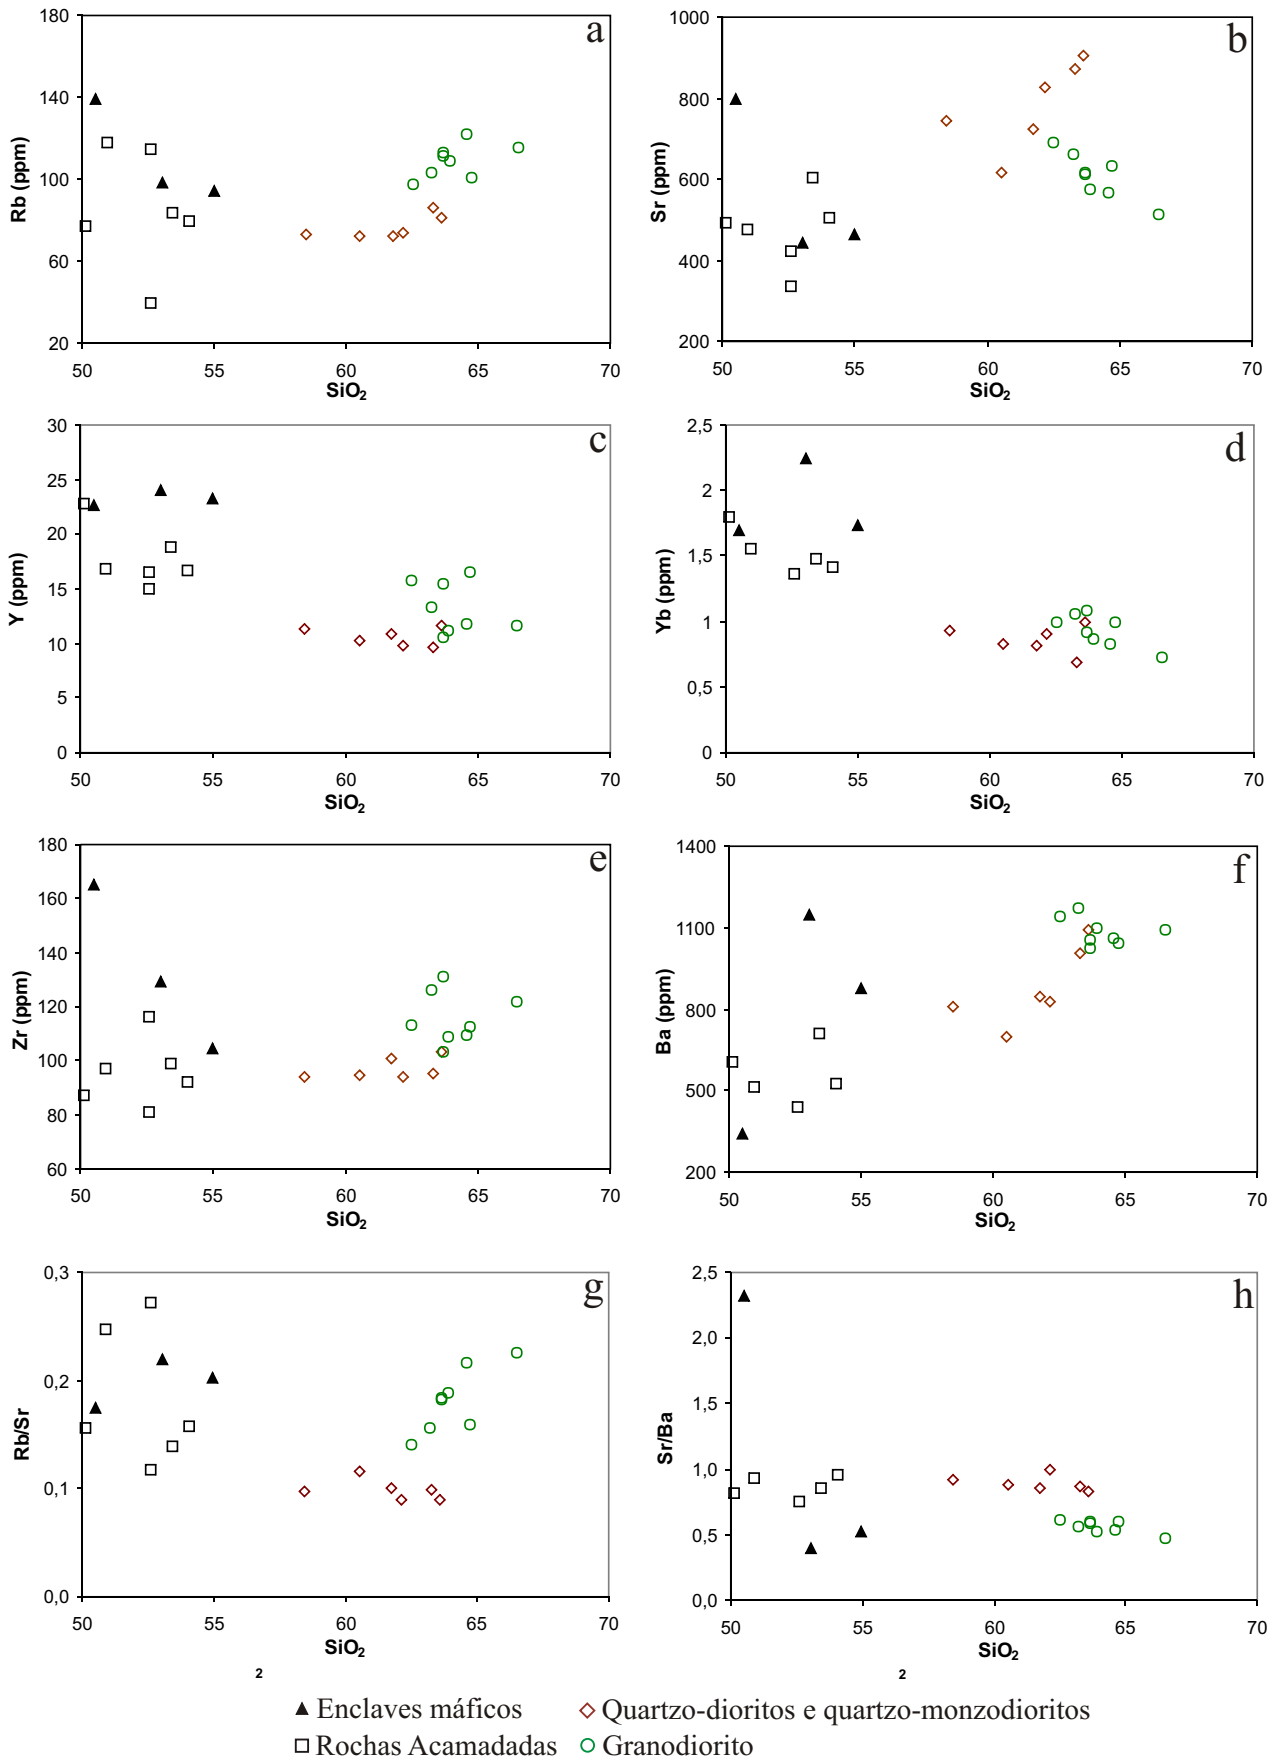 a
180
140
100
60
20
Rb (ppm)
50 55 60 65 70
SiO₂
b
1000
800
600
400
200
Sr (ppm)
50 55 60 65 70
SiO₂
c
30
25
20
15
10
5
0
Y (ppm)
50 55 60 65 70
SiO₂
d
2,5
2
1,5
1
0,5
0
Yb (ppm)
50 55 60 65 70
SiO₂
e
180
160
140
120
100
80
60
Zr (ppm)
50 55 60 65 70
SiO₂
f
1400
1100
800
500
200
Ba (ppm)
50 55 60 65 70
SiO₂
g
0,3
0,2
0,1
0,0
Rb/Sr
50 55 60 65 70
SiO₂
2
h
2,5
2,0
1,5
1,0
0,5
0,0
Sr/Ba
50 55 60 65 70
SiO₂
2
Enclaves máficos
Quartzo-dioritos e quartzo-monzodioritos
Rochas Acamadadas
Granodiorito